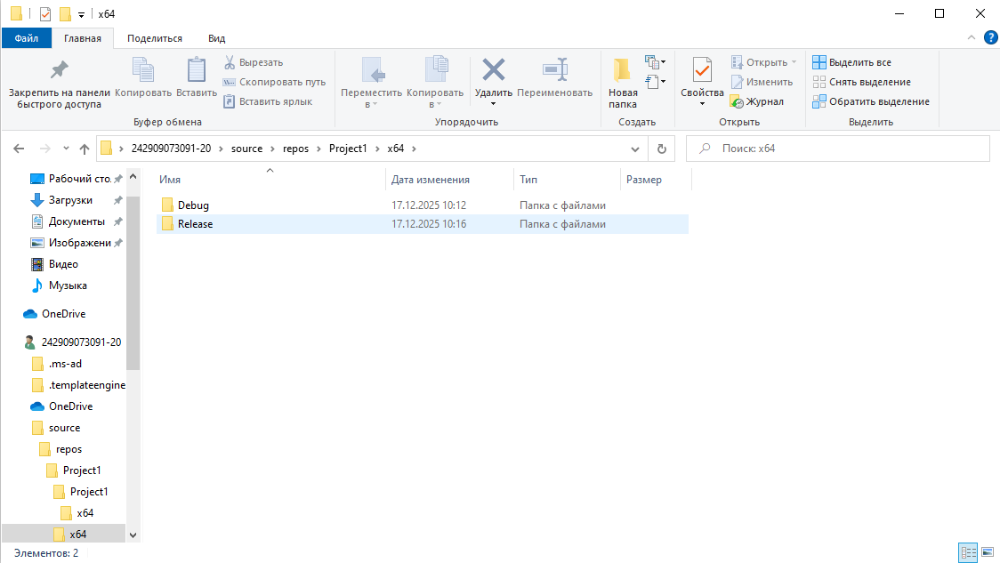 x64
Файл Главная Поделиться Вид
Закрепить на панели быстрого доступа
Копировать
Вставить
Вырезать
Скопировать путь
Вставить ярлык
Буфер обмена
Переместить в
Копировать в
Удалить
Переименовать
Упорядочить
Новая папка
Создать
Свойства
Открыть
Изменить
Журнал
Открыть
Выделить все
Снять выделение
Обратить выделение
Выделить
242909073091-20 source repos Project1 x64
Поиск: x64
Рабочий сто.
Загрузки
Документы
Изображени
Видео
Музыка
OneDrive
242909073091-20
.ms-ad
.templateengine
OneDrive
source
repos
Project1
Project1
x64
x64
Имя Дата изменения Тип Размер
Debug 17.12.2025 10:12 Папка с файлами
Release 17.12.2025 10:16 Папка с файлами
Элементов: 2